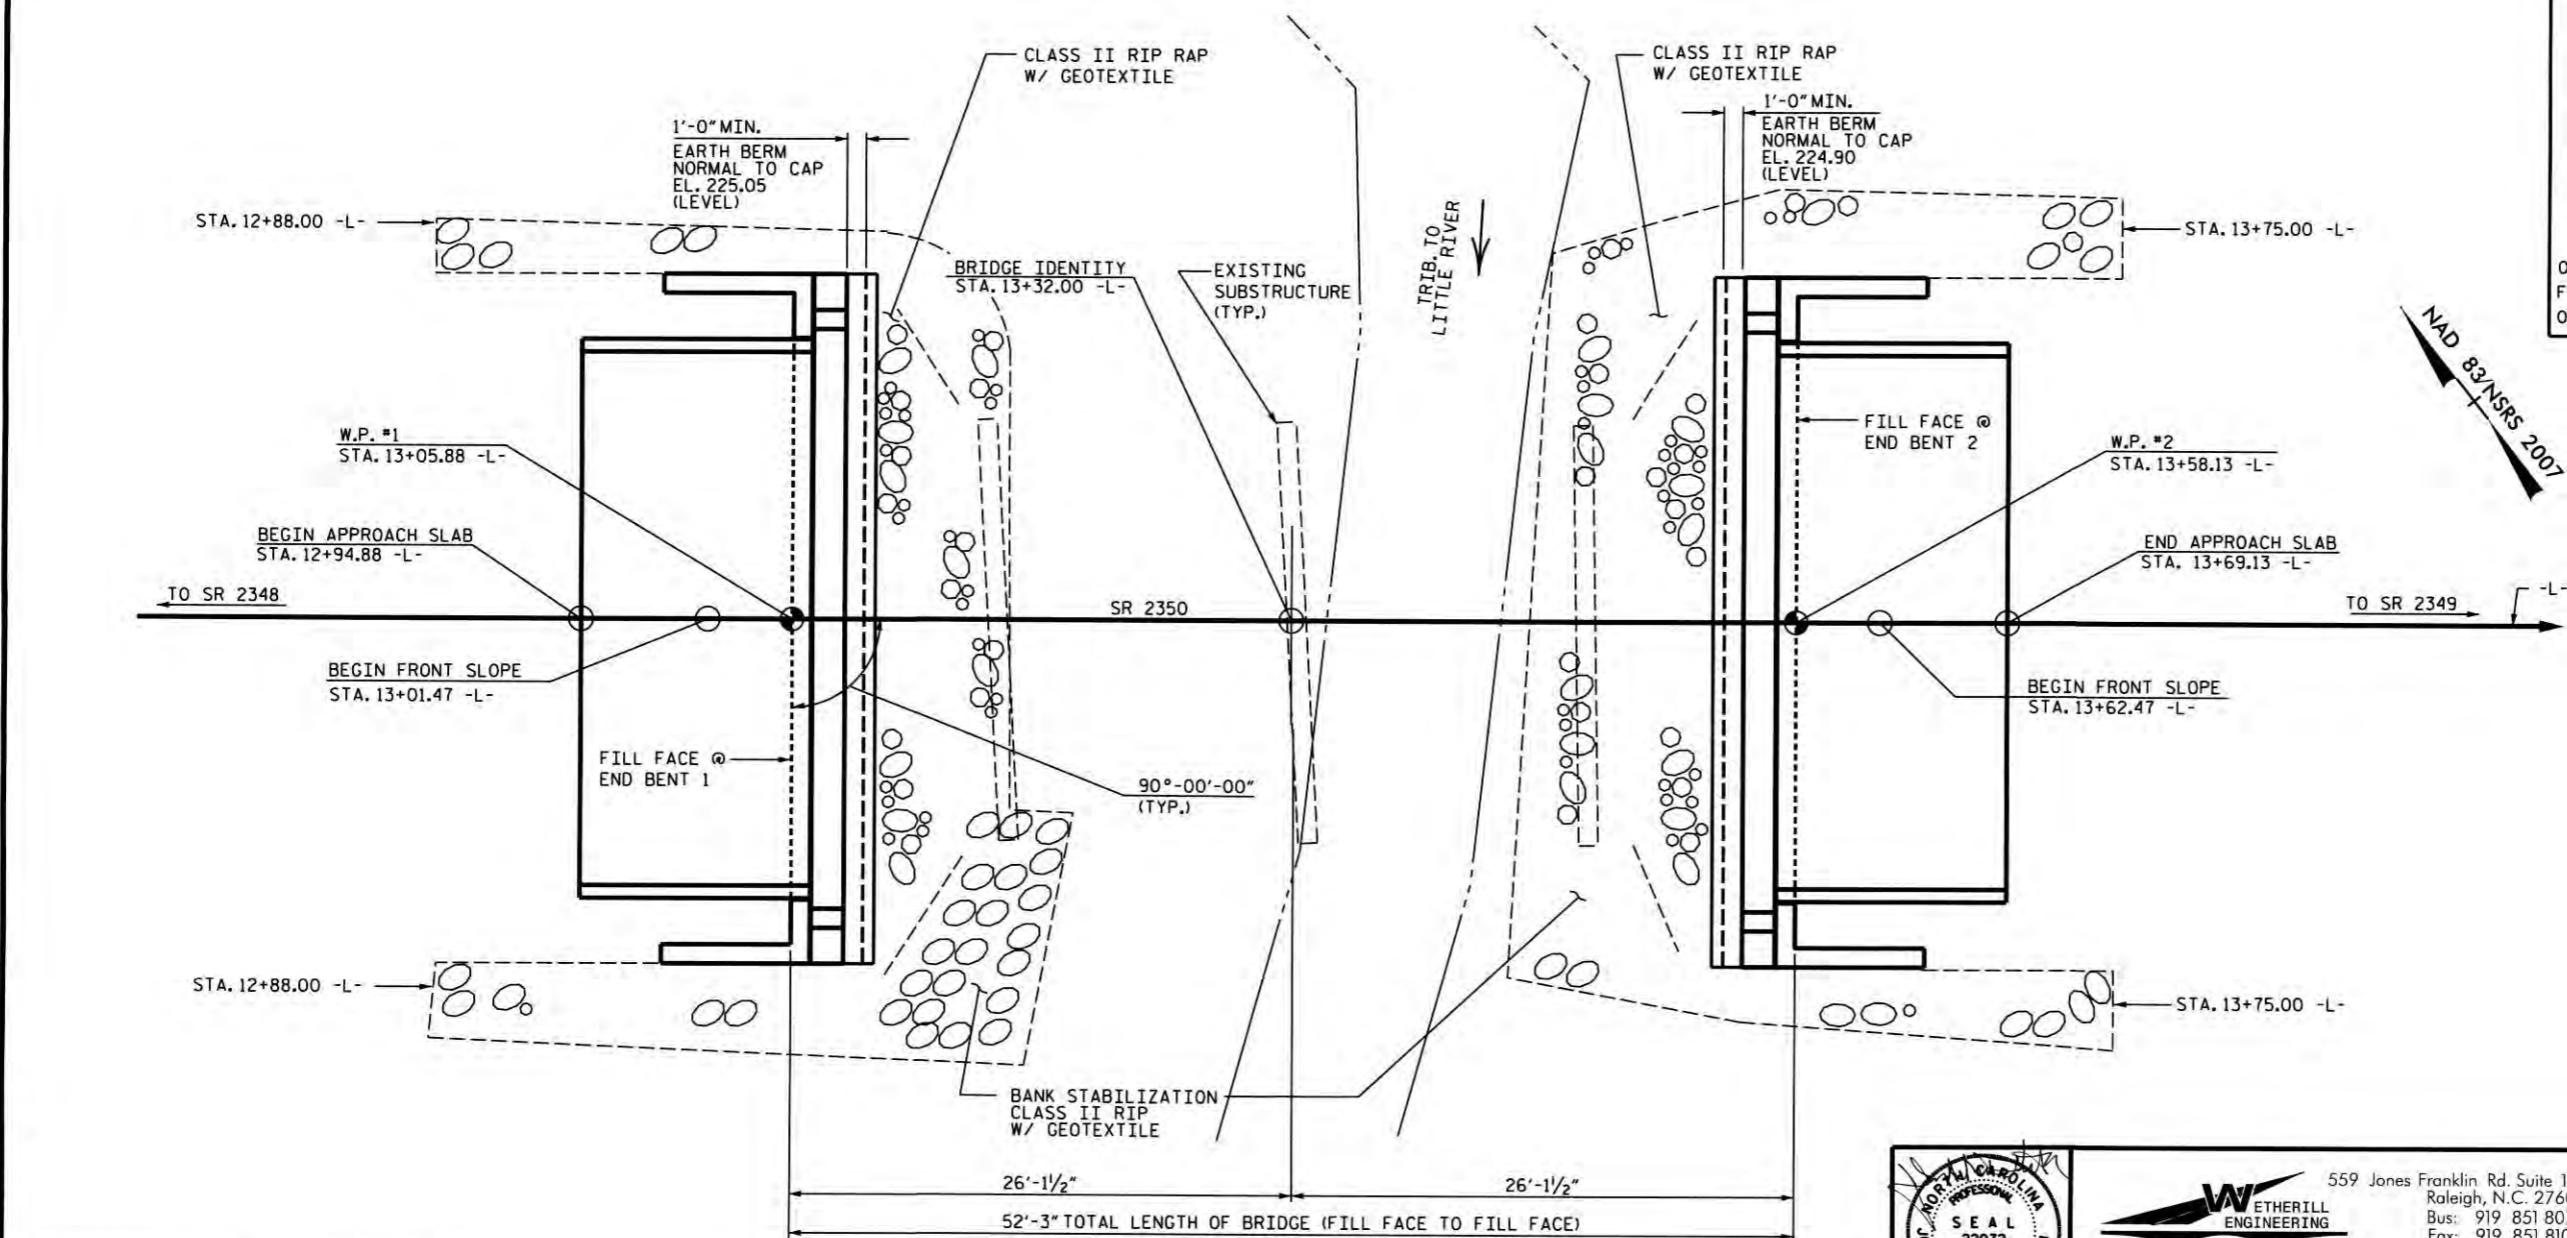 CLASS II RIP RAP
W/ GEOTEXTILE
CLASS II RIP RAP
W/ GEOTEXTILE
1'-0" MIN.
EARTH BERM
NORMAL TO CAP
EL. 225.05
(LEVEL)
1'-0" MIN.
EARTH BERM
NORMAL TO CAP
EL. 224.90
(LEVEL)
STA. 12+88.00 -L-
BRIDGE IDENTITY
STA. 13+32.00 -L-
EXISTING
SUBSTRUCTURE
(TYP.)
TRIB. TO
LITTLE RIVER
STA. 13+75.00 -L-
O
F
O
NAD 83/NSRS 2007
W.P. #1
STA. 13+05.88 -L-
FILL FACE @
END BENT 2
W.P. #2
STA. 13+58.13 -L-
BEGIN APPROACH SLAB
STA. 12+94.88 -L-
END APPROACH SLAB
STA. 13+69.13 -L-
TO SR 2348
SR 2350
TO SR 2349
-L-
BEGIN FRONT SLOPE
STA. 13+01.47 -L-
BEGIN FRONT SLOPE
STA. 13+62.47 -L-
FILL FACE @
END BENT 1
90°-00'-00"
(TYP.)
STA. 12+88.00 -L-
STA. 13+75.00 -L-
BANK STABILIZATION
CLASS II RIP
W/ GEOTEXTILE
26'-1½"
26'-1½"
52'-3" TOTAL LENGTH OF BRIDGE (FILL FACE TO FILL FACE)
NORTH CAROLINA
PROFESSIONAL
SEAL
WETHERILL
ENGINEERING
559 Jones Franklin Rd. Suite 1
Raleigh, N.C. 276
Bus: 919 851 80
Fax: 919 851 810